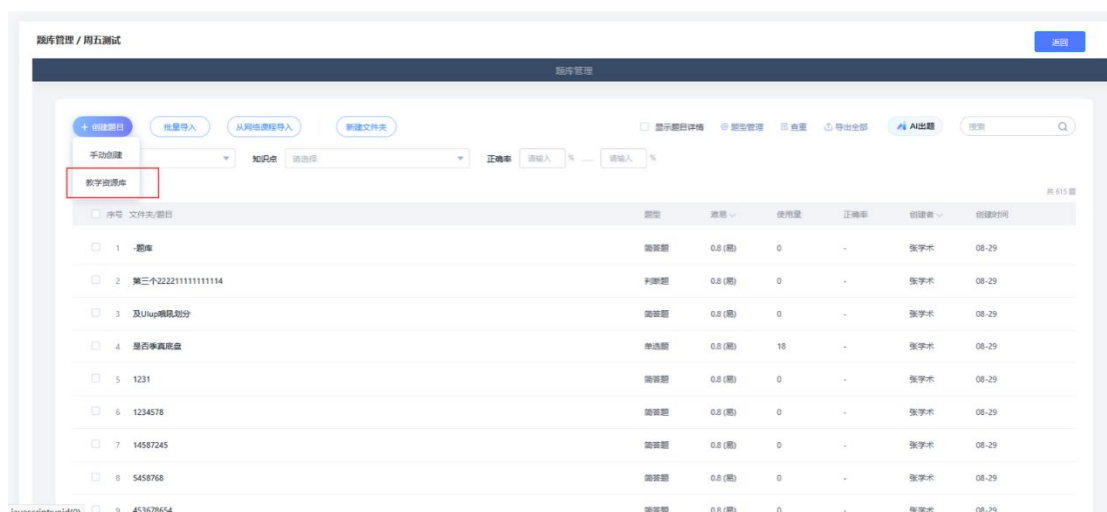 题库管理 / 周五测试
返回
题库管理
+ 创建题目 批量导入 从网络课程导入 新建文件夹 显示题目详情 题型管理 查重 导出全部 AI出题 搜索
手动创建
知识点 请选择 正确率 请输入 % — 请输入 %
教学资源库
共 615 题
序号 文件夹/题目 题型 难易 使用量 正确率 创建者 创建时间
1 -题库 简答题 0.8 (易) 0 - 张学术 08-29
2 第三个222211111111114 判断题 0.8 (易) 0 - 张学术 08-29
3 及UIup哦凤划分 简答题 0.8 (易) 0 - 张学术 08-29
4 是否季真底盘 单选题 0.8 (易) 18 - 张学术 08-29
5 1231 简答题 0.8 (易) 0 - 张学术 08-29
6 1234578 简答题 0.8 (易) 0 - 张学术 08-29
7 14587245 简答题 0.8 (易) 0 - 张学术 08-29
8 5458768 简答题 0.8 (易) 0 - 张学术 08-29
9 453678654 简答题 0.8 (易) 0 - 张学术 08-29